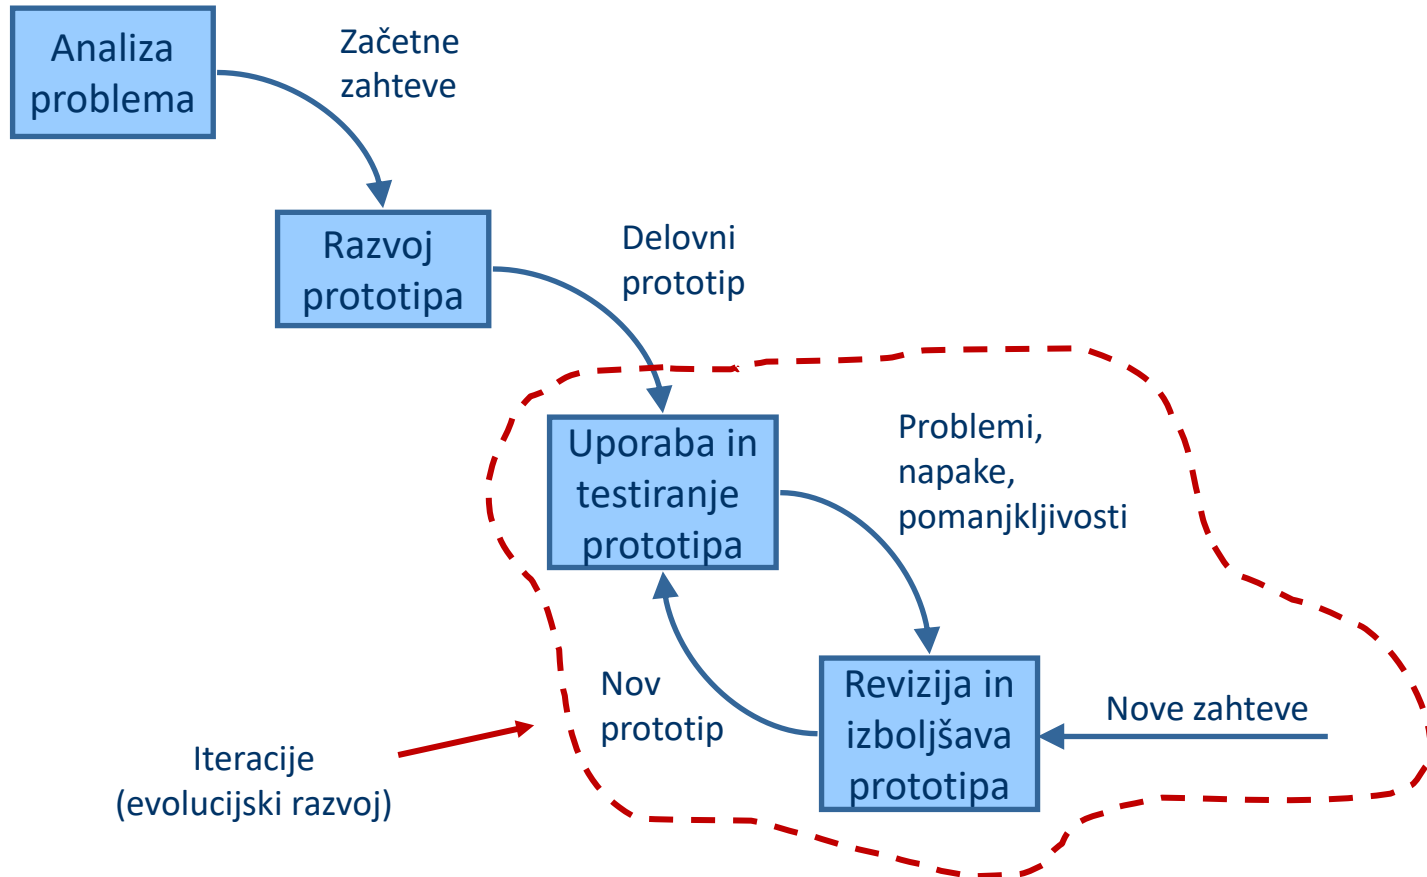 Analiza
problema
Začetne
zahteve
Razvoj
prototipa
Delovni
prototip
Uporaba in
testiranje
prototipa
Problemi,
napake,
pomanjkljivosti
Nov
prototip
Revizija in
izboljšava
prototipa
Nove zahteve
Iteracije
(evolucijski razvoj)